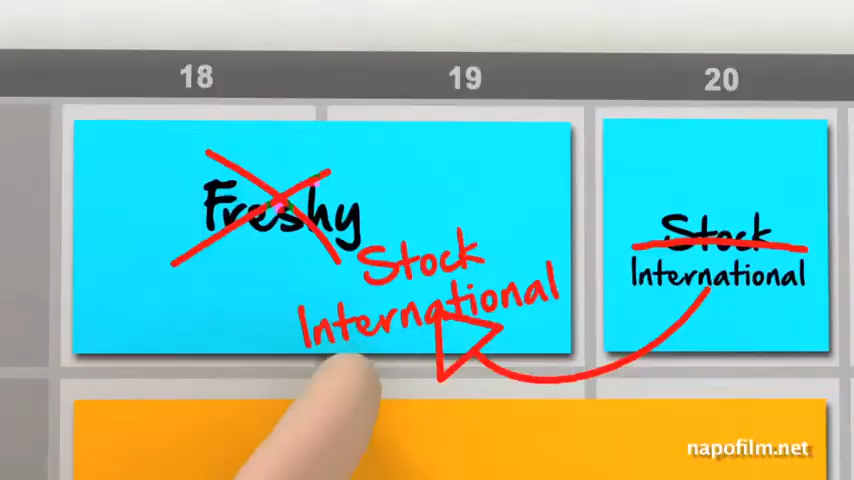 18 19 20
Freshy
Stock
International
Stock
International
napofilm.net